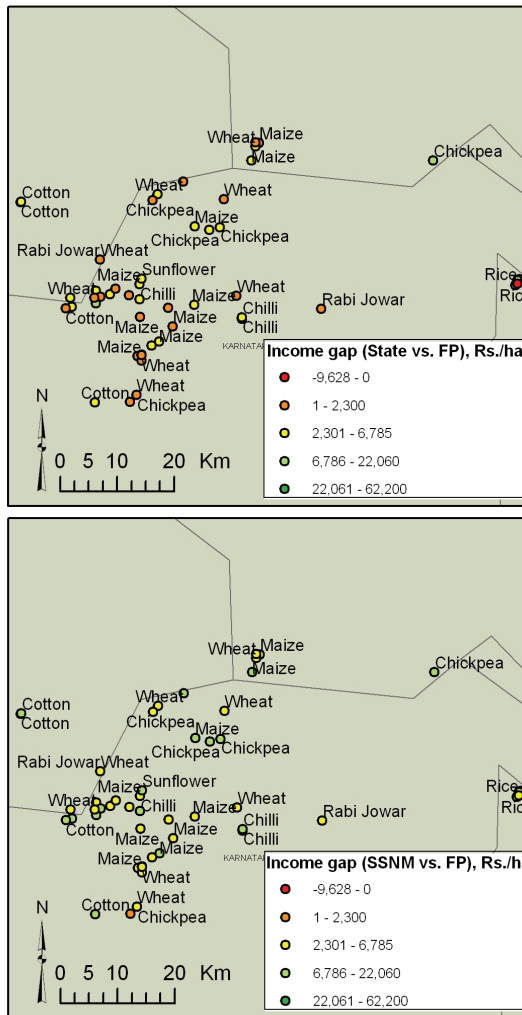 Wheat Maize
Maize
Chickpea
Wheat
Chickpea
Wheat
Cotton
Cotton
Maize
Chickpea
Chickpea
Rabi Jowar Wheat
Maize Sunflower
Rice
Wheat
Chilli
Maize
Wheat
Ric
Cotton
Rabi Jowar
Chilli
Maize
Chilli
Maize
Maize
Wheat
KARNATA
Wheat
Cotton
Chickpea
N
0 5 10 20 Km
Income gap (State vs. FP), Rs./ha
-9,628 - 0
1 - 2,300
2,301 - 6,785
6,786 - 22,060
22,061 - 62,200
Wheat Maize
Maize
Chickpea
Wheat
Chickpea
Wheat
Cotton
Cotton
Maize
Chickpea
Chickpea
Rabi Jowar Wheat
Maize Sunflower
Rice
Wheat
Chilli
Maize
Wheat
Ric
Cotton
Rabi Jowar
Chilli
Maize
Chilli
Maize
Maize
Wheat
KARNATA
Wheat
Cotton
Chickpea
N
0 5 10 20 Km
Income gap (SSNM vs. FP), Rs./h
-9,628 - 0
1 - 2,300
2,301 - 6,785
6,786 - 22,060
22,061 - 62,200